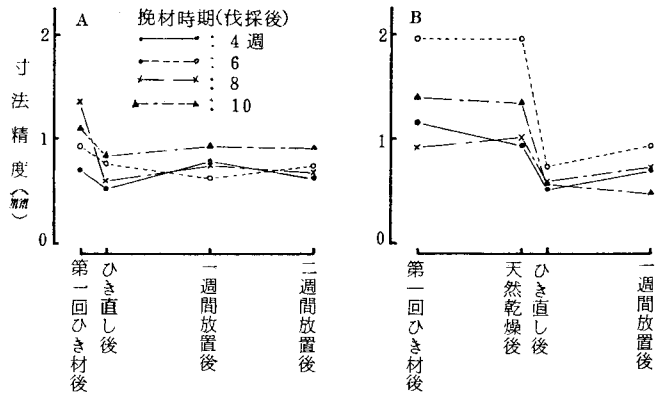 A
挽材時期(伐採後)
: 4 週
: 6
: 8
: 10
寸法精度(㎜)
2
1
0
第一回ひき材後
ひき直し後
一週間放置後
二週間放置後
B
2
1
0
第一回ひき材後
天然乾燥後
ひき直し後
一週間放置後